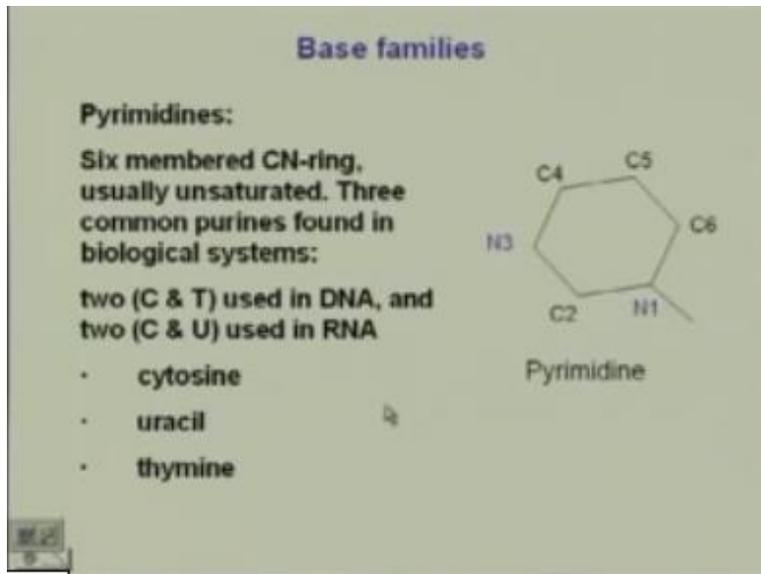 Base families
Pyrimidines:
Six membered CN-ring,
usually unsaturated. Three
common purines found in
biological systems:
two (C & T) used in DNA, and
two (C & U) used in RNA
· cytosine
· uracil
· thymine
C4
C5
N3
C6
C2
N1
Pyrimidine